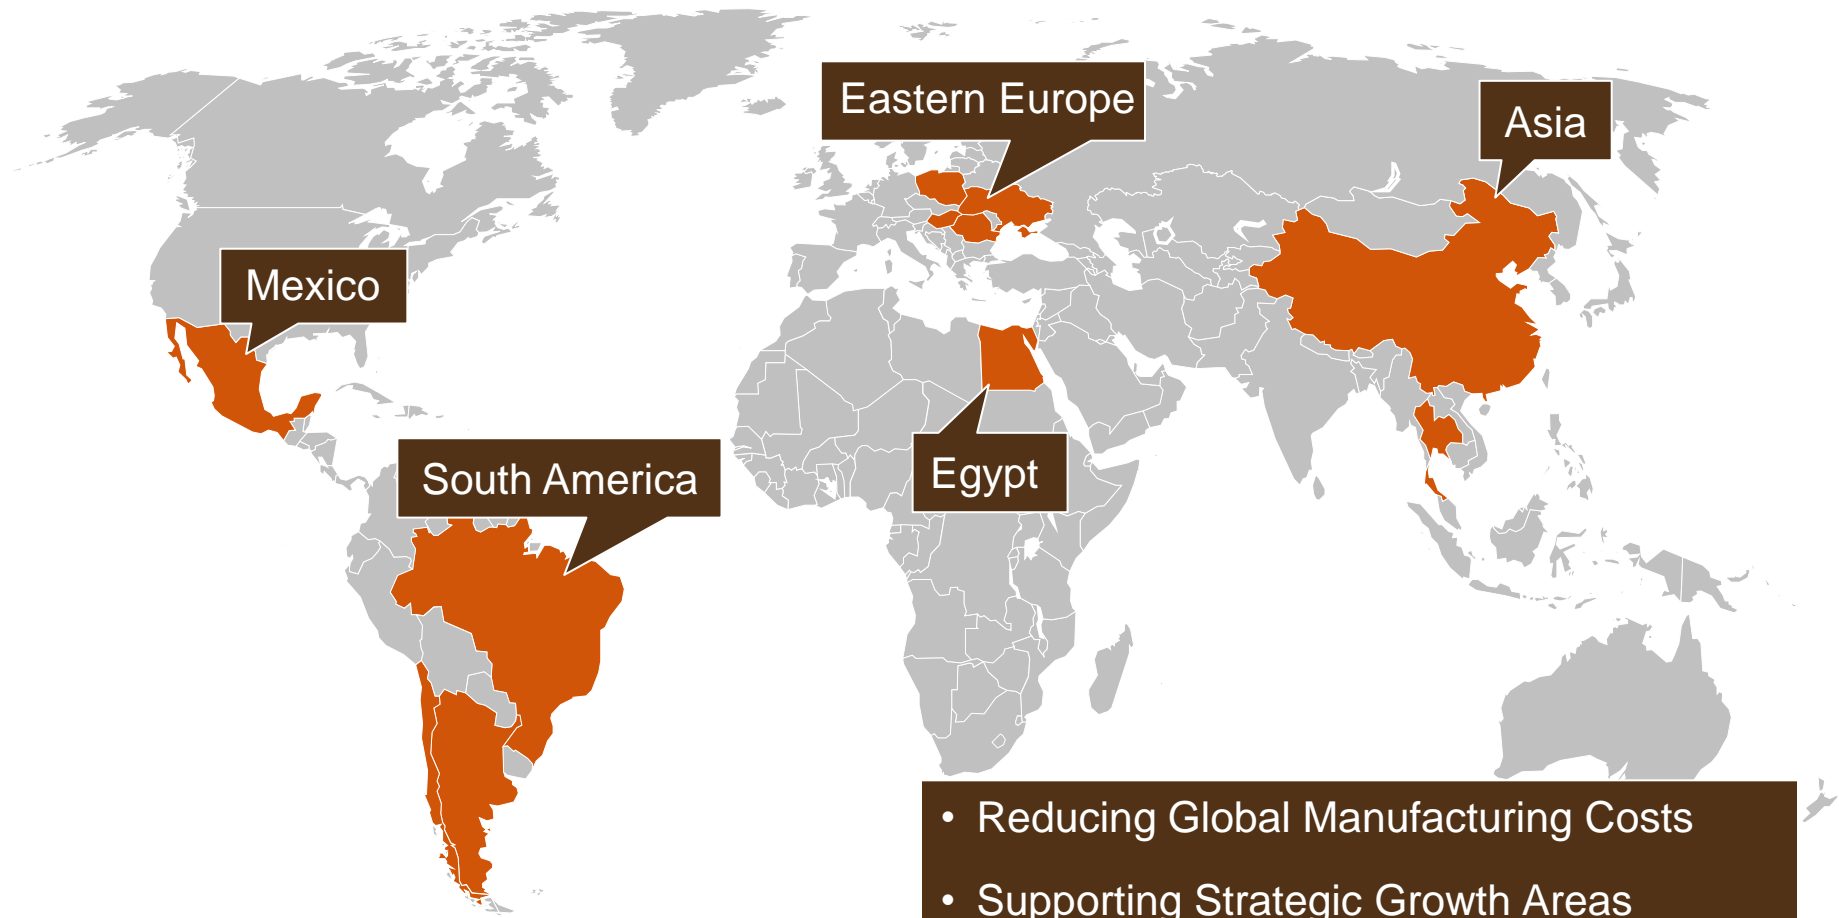 Eastern Europe
Asia
Mexico
South America
Egypt
• Reducing Global Manufacturing Costs
• Supporting Strategic Growth Areas